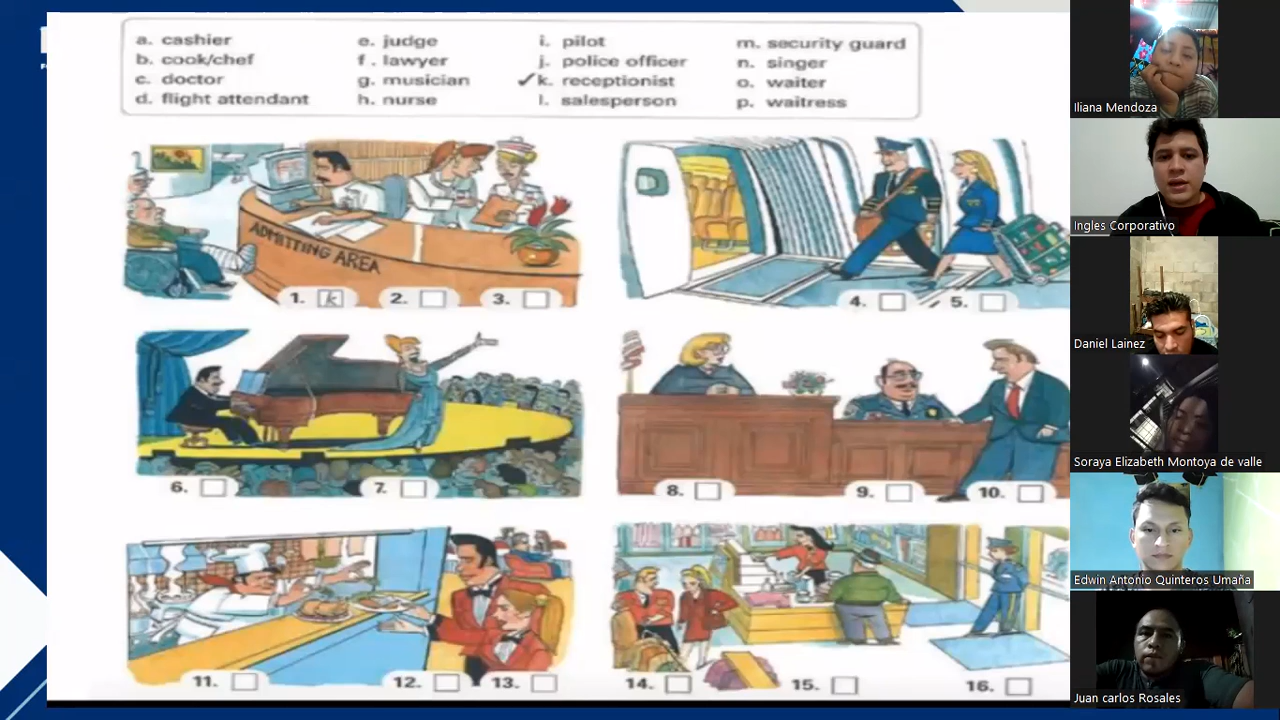 a. cashier
b. cook/chef
c. doctor
d. flight attendant
e. judge
f. lawyer
g. musician
h. nurse
i. pilot
j. police officer
✓k. receptionist
l. salesperson
m. security guard
n. singer
o. waiter
p. waitress
ADMITTING AREA
1. k 2. 3.
4. 5.
6. 7.
8. 9. 10.
11. 12. 13.
14. 15. 16.
Iliana Mendoza
Ingles Corporativo
Daniel Lainez
Soraya Elizabeth Montoya de valle
Edwin Antonio Quinteros Umaña
Juan carlos Rosales